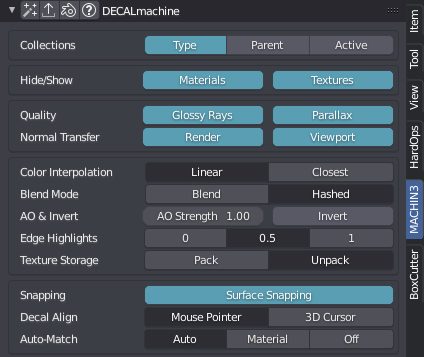 DECALmachine
Collections Type Parent Active
Hide/Show Materials Textures
Quality Glossy Rays Parallax
Normal Transfer Render Viewport
Color Interpolation Linear Closest
Blend Mode Blend Hashed
AO & Invert AO Strength 1.00 Invert
Edge Highlights 0 0.5 1
Texture Storage Pack Unpack
Snapping Surface Snapping
Decal Align Mouse Pointer 3D Cursor
Auto-Match Auto Material Off
Item
Tool
View
HardOps
MACHIN3
BoxCutter